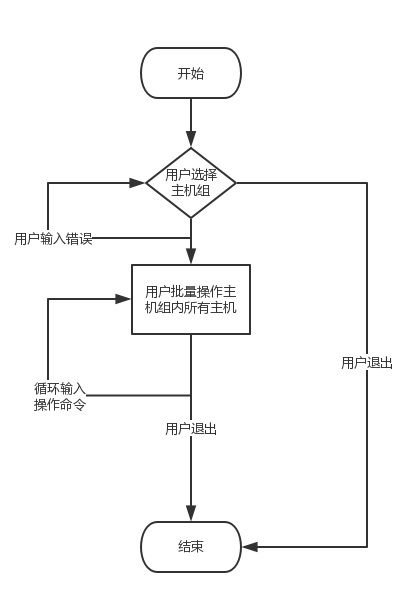 开始
用户选择
主机组
用户输入错误
用户批量操作主
机组内所有主机
用户退出
循环输入
操作命令
用户退出
结束